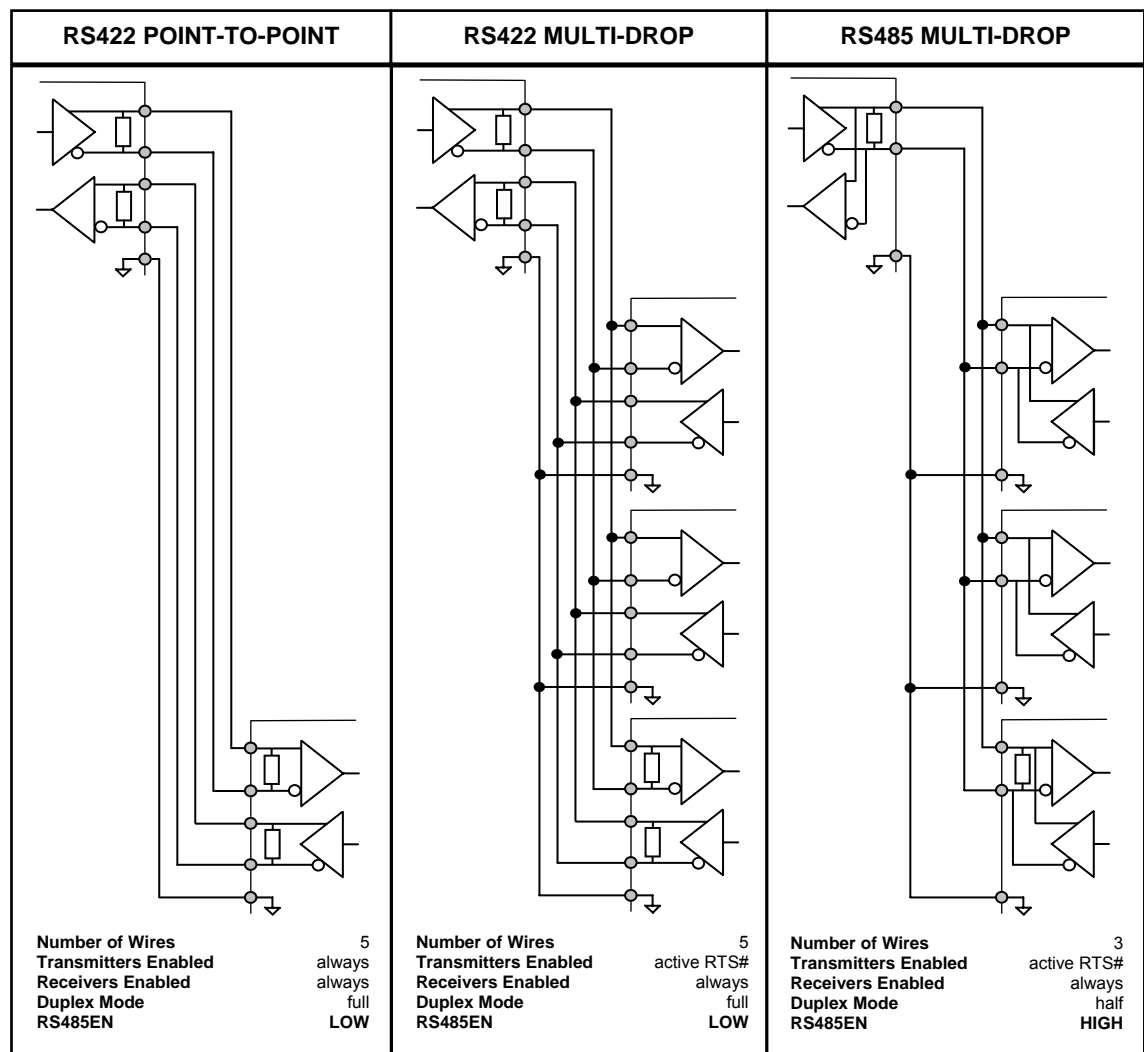 RS422 POINT-TO-POINT
RS422 MULTI-DROP
RS485 MULTI-DROP
Number of Wires 5
Transmitters Enabled always
Receivers Enabled always
Duplex Mode full
RS485EN LOW
Number of Wires 5
Transmitters Enabled active RTS#
Receivers Enabled always
Duplex Mode full
RS485EN LOW
Number of Wires 3
Transmitters Enabled active RTS#
Receivers Enabled always
Duplex Mode half
RS485EN HIGH